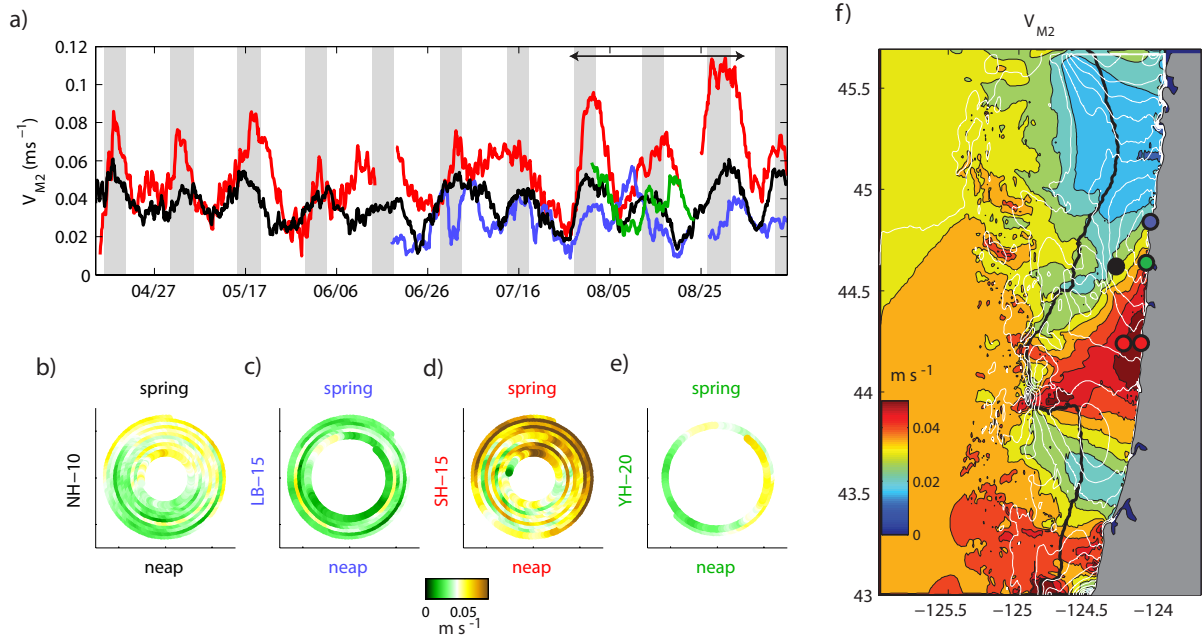 a)
V_M2 (ms⁻¹)
0.12
0.1
0.08
0.06
0.04
0.02
0
04/27 05/17 06/06 06/26 07/16 08/05 08/25
b) c) d) e)
spring spring spring spring
NH−10 LB−15 SH−15 YH−20
neap neap neap neap
0 0.05
m s⁻¹
f)
V_M2
45.5
45
44.5
44
43.5
43
m s⁻¹
0.04
0.02
0
−125.5 −125 −124.5 −124